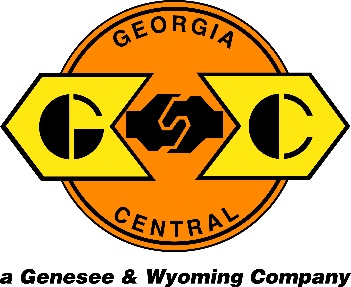 GEORGIA
G C
CENTRAL
a Genesee & Wyoming Company